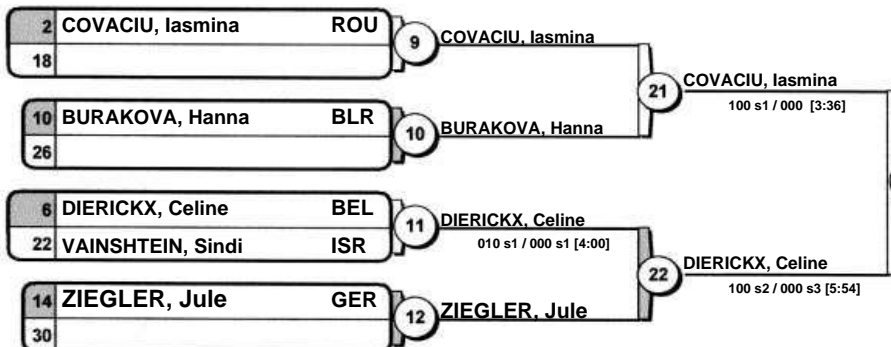 2 COVACIU, Iasmina ROU
18
9
COVACIU, Iasmina
10 BURAKOVA, Hanna BLR
26
10
BURAKOVA, Hanna
21
COVACIU, Iasmina
100 s1 / 000 [3:36]
6 DIERICKX, Celine BEL
22 VAINSHTEIN, Sindi ISR
11
DIERICKX, Celine
010 s1 / 000 s1 [4:00]
14 ZIEGLER, Jule GER
30
12
ZIEGLER, Jule
22
DIERICKX, Celine
100 s2 / 000 s3 [5:54]